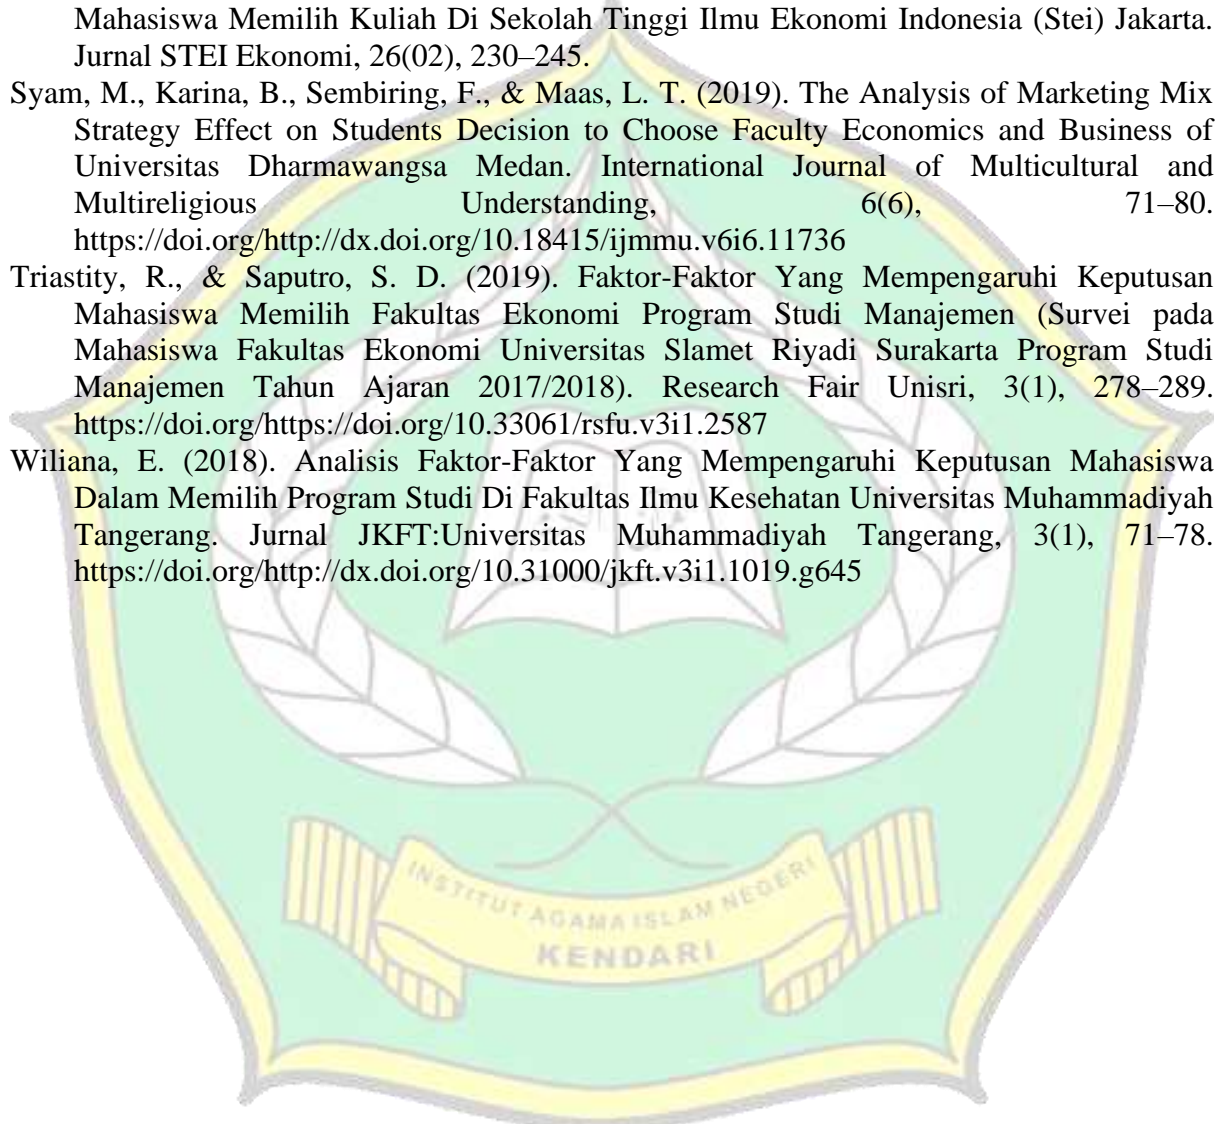 Mahasiswa Memilih Kuliah Di Sekolah Tinggi Ilmu Ekonomi Indonesia (Stei) Jakarta.
Jurnal STEI Ekonomi, 26(02), 230–245.
Syam, M., Karina, B., Sembiring, F., & Maas, L. T. (2019). The Analysis of Marketing Mix
Strategy Effect on Students Decision to Choose Faculty Economics and Business of
Universitas Dharmawangsa Medan. International Journal of Multicultural and
Multireligious Understanding, 6(6), 71–80.
https://doi.org/http://dx.doi.org/10.18415/ijmmu.v6i6.11736
Triastity, R., & Saputro, S. D. (2019). Faktor-Faktor Yang Mempengaruhi Keputusan
Mahasiswa Memilih Fakultas Ekonomi Program Studi Manajemen (Survei pada
Mahasiswa Fakultas Ekonomi Universitas Slamet Riyadi Surakarta Program Studi
Manajemen Tahun Ajaran 2017/2018). Research Fair Unisri, 3(1), 278–289.
https://doi.org/https://doi.org/10.33061/rsfu.v3i1.2587
Wiliana, E. (2018). Analisis Faktor-Faktor Yang Mempengaruhi Keputusan Mahasiswa
Dalam Memilih Program Studi Di Fakultas Ilmu Kesehatan Universitas Muhammadiyah
Tangerang. Jurnal JKFT:Universitas Muhammadiyah Tangerang, 3(1), 71–78.
https://doi.org/http://dx.doi.org/10.31000/jkft.v3i1.1019.g645
INSTITUT AGAMA ISLAM NEGERI
KENDARI